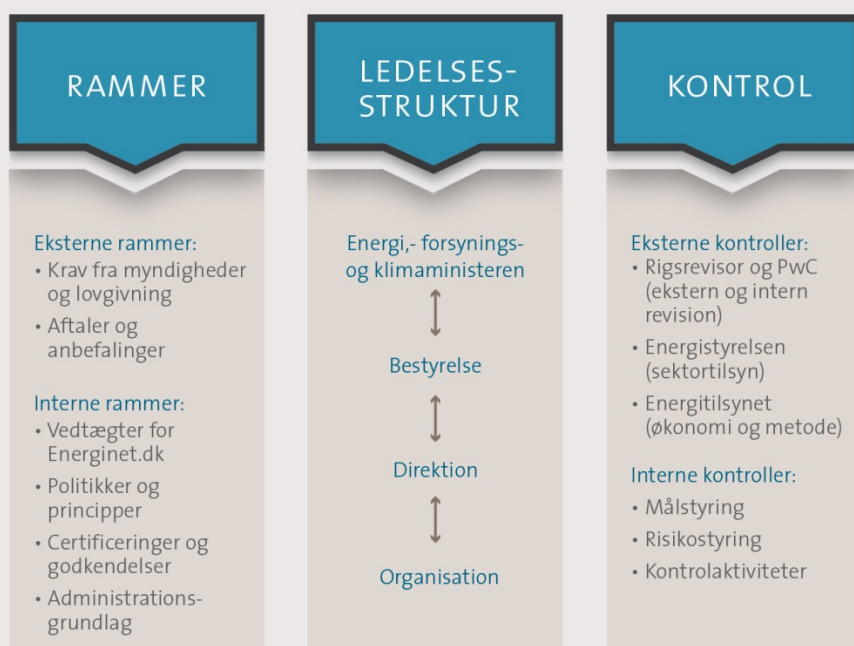 RAMMER
Eksterne rammer:
• Krav fra myndigheder
og lovgivning
• Aftaler og
anbefalinger
Interne rammer:
• Vedtægter for
Energinet.dk
• Politikker og
principper
• Certificeringer og
godkendelser
• Administrations-
grundlag
LEDELSES-
STRUKTUR
Energi,- forsynings-
og klimaministeren
Bestyrelse
Direktion
Organisation
KONTROL
Eksterne kontroller:
• Rigsrevisor og PwC
(ekstern og intern
revision)
• Energistyrelsen
(sektortilsyn)
• Energitilsynet
(økonomi og metode)
Interne kontroller:
• Målstyring
• Risikostyring
• Kontrolaktiviteter